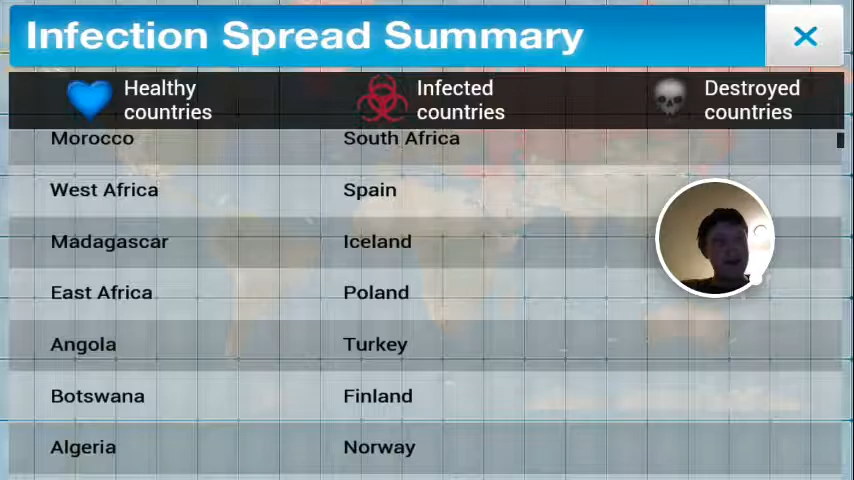 Infection Spread Summary
Healthy countries
Infected countries
Destroyed countries
Morocco South Africa
West Africa Spain
Madagascar Iceland
East Africa Poland
Angola Turkey
Botswana Finland
Algeria Norway